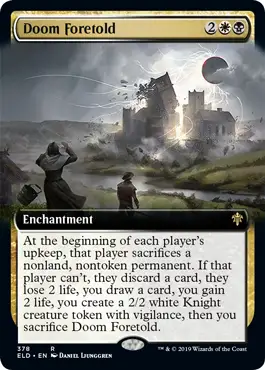 Doom Foretold 2
Enchantment
At the beginning of each player's
upkeep, that player sacrifices a
nonland, nontoken permanent. If that
player can't, they discard a card, they
lose 2 life, you draw a card, you gain
2 life, you create a 2/2 white Knight
creature token with vigilance, then you
sacrifice Doom Foretold.
378 R
ELD • EN Daniel Ljunggren
™ & © 2019 Wizards of the Coast